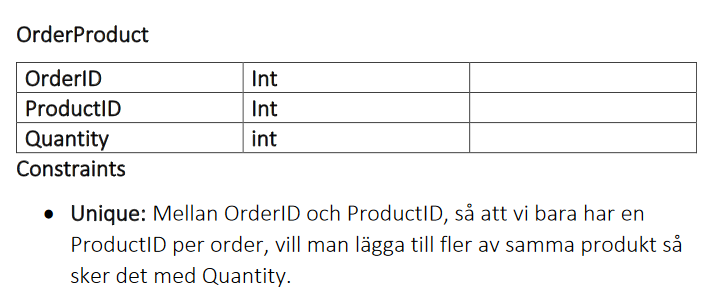 OrderProduct
OrderID Int
ProductID Int
Quantity int
Constraints
• Unique: Mellan OrderID och ProductID, så att vi bara har en
ProductID per order, vill man lägga till fler av samma produkt så
sker det med Quantity.